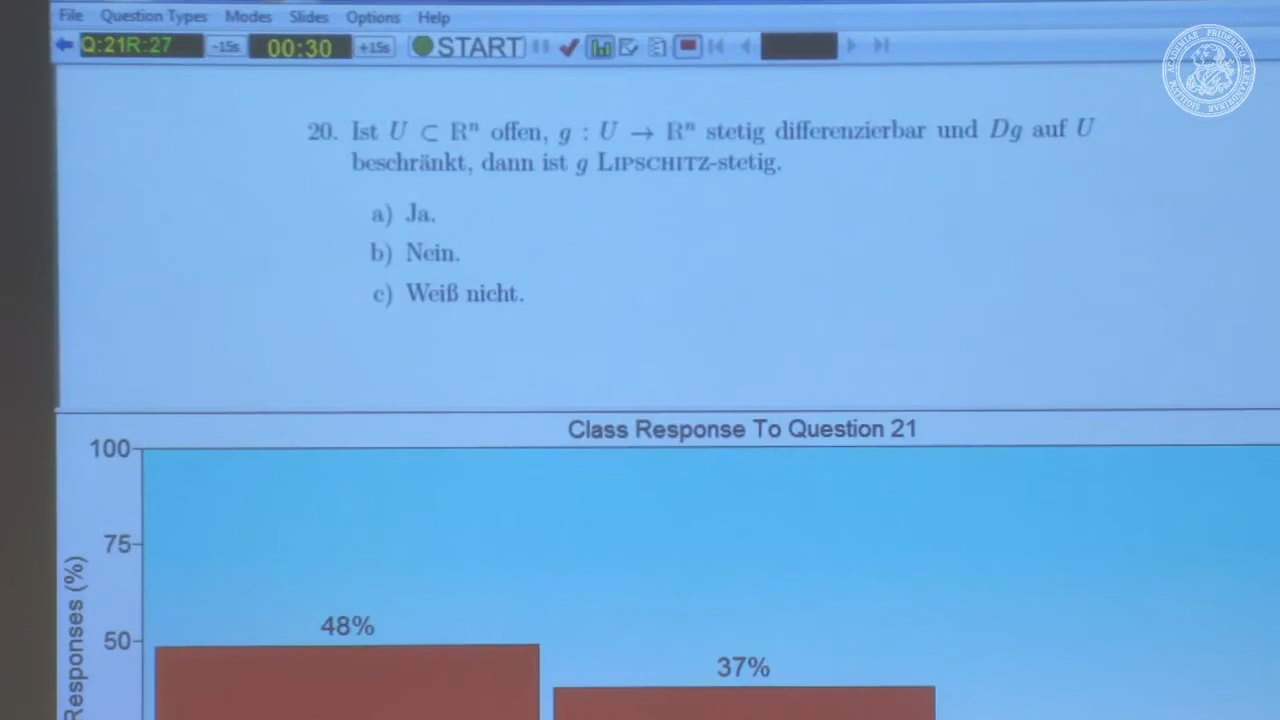 File Question Types Modes Slides Options Help
Q:21R:27 -15s 00:30 +15s START
20. Ist U ⊂ ℝⁿ offen, g : U → ℝⁿ stetig differenzierbar und Dg auf U
beschränkt, dann ist g LIPSCHITZ-stetig.
a) Ja.
b) Nein.
c) Weiß nicht.
Class Response To Question 21
100
75
50
Responses (%)
48%
37%